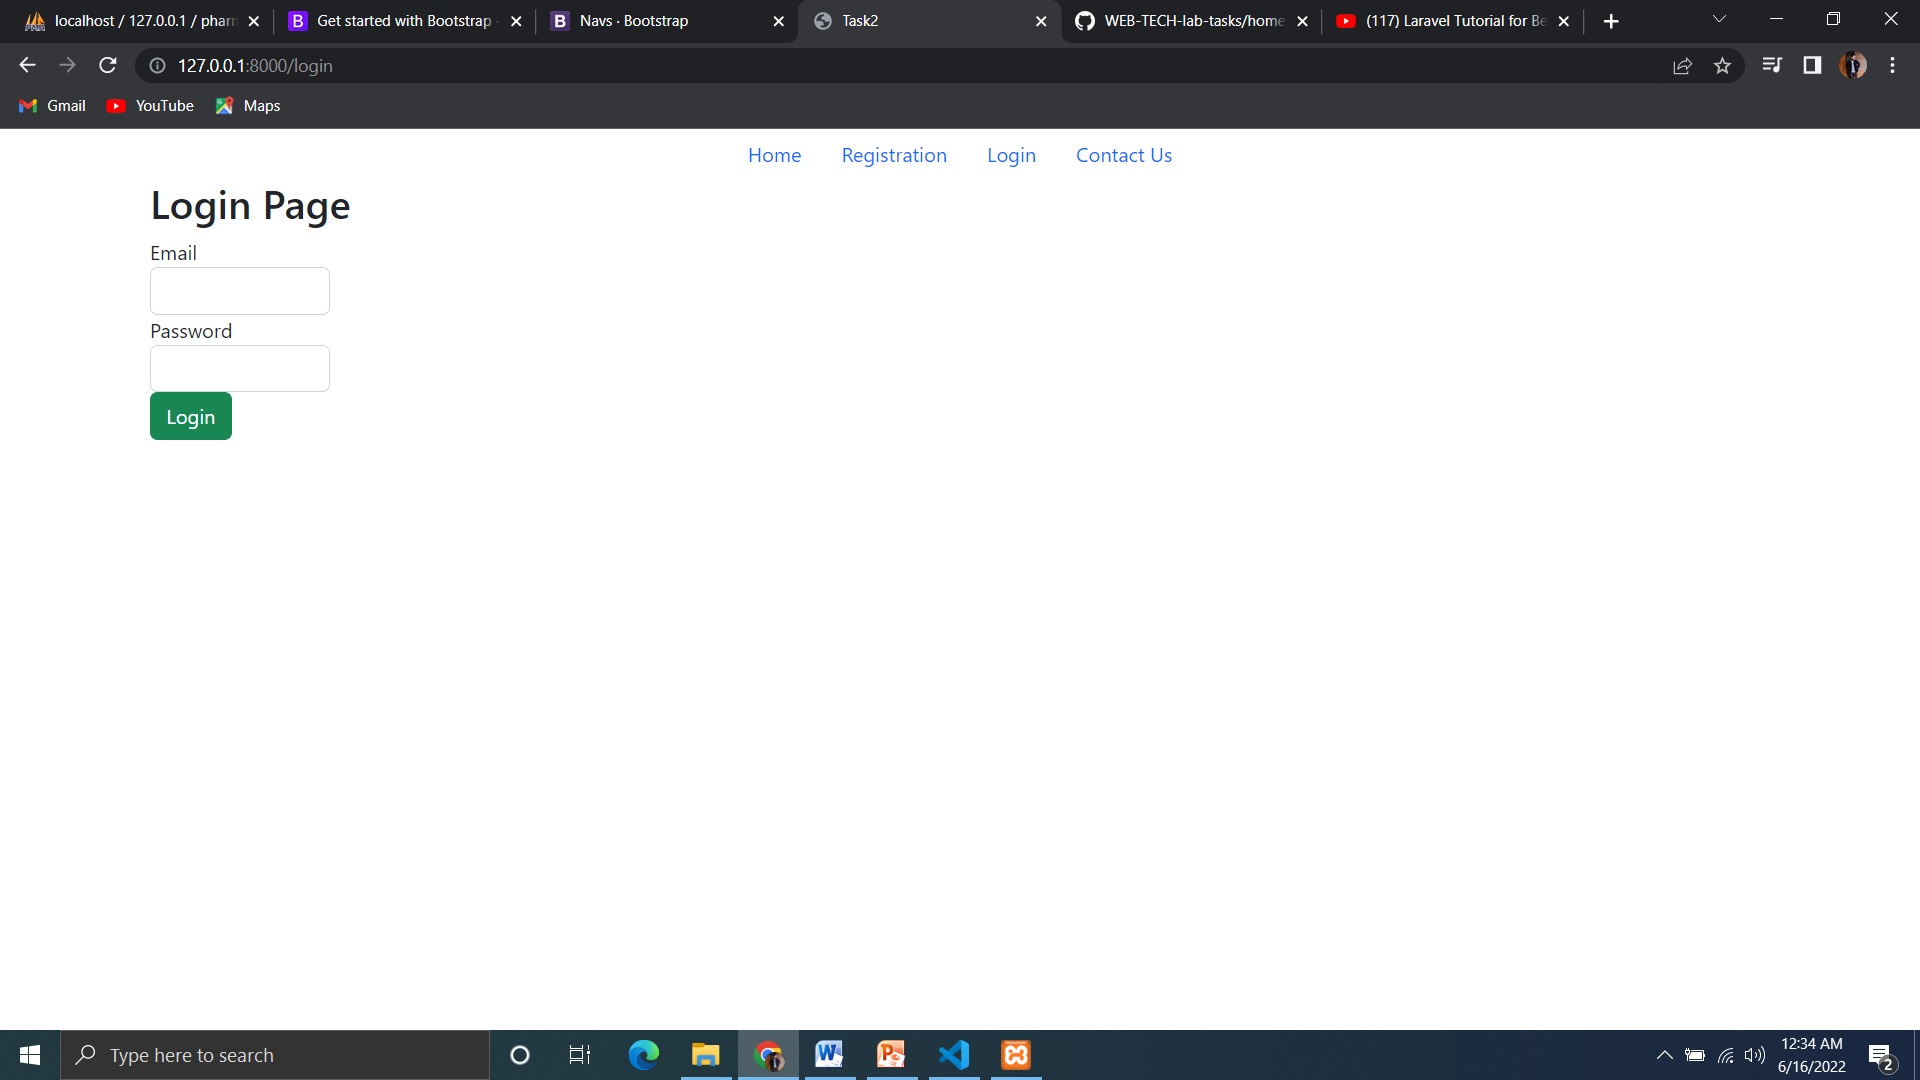 localhost / 127.0.0.1 / pharm
Get started with Bootstrap
Navs · Bootstrap
Task2
WEB-TECH-lab-tasks/home
(117) Laravel Tutorial for Be
127.0.0.1:8000/login
Gmail
YouTube
Maps
Home
Registration
Login
Contact Us
Login Page
Email
Password
Login
Type here to search
12:34 AM
6/16/2022
2